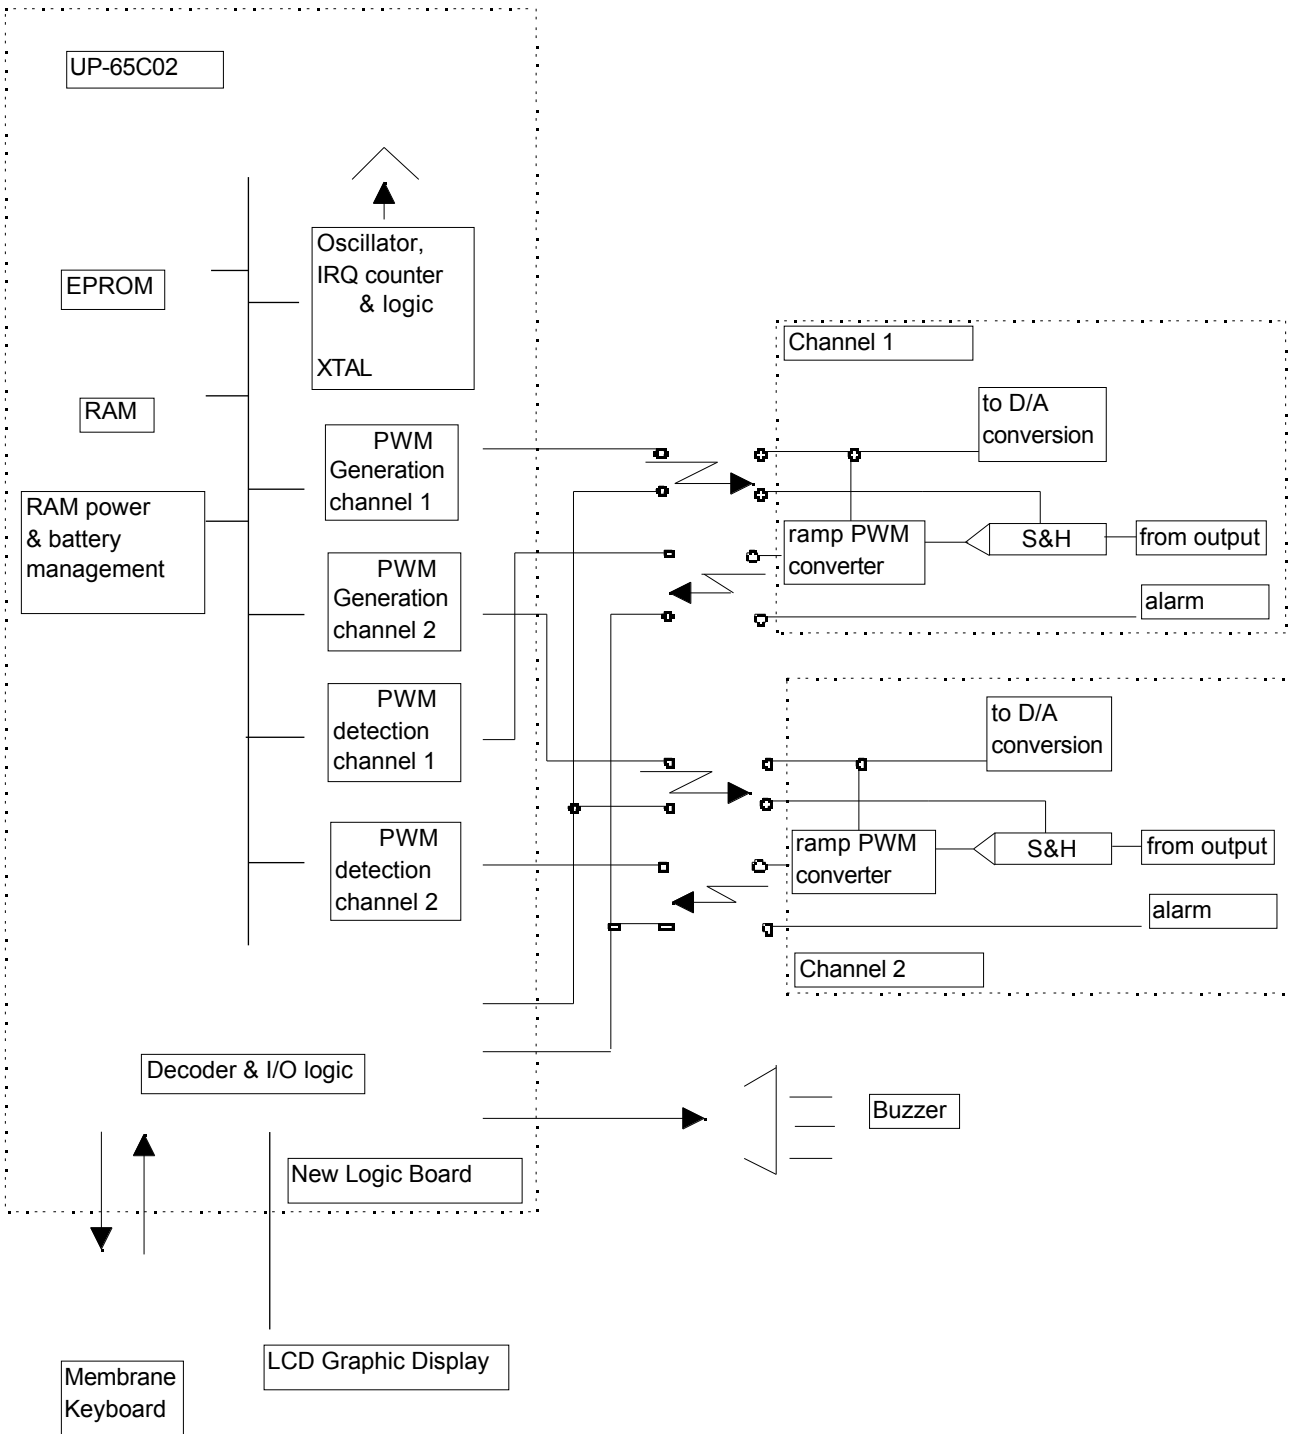 UP-65C02
Oscillator,
IRQ counter
& logic
XTAL
EPROM
RAM
RAM power
& battery
management
PWM
Generation
channel 1
PWM
Generation
channel 2
PWM
detection
channel 1
PWM
detection
channel 2
Decoder & I/O logic
New Logic Board
Membrane
Keyboard
LCD Graphic Display
Channel 1
to D/A
conversion
ramp PWM
converter
S&H
from output
alarm
to D/A
conversion
ramp PWM
converter
S&H
from output
alarm
Channel 2
Buzzer